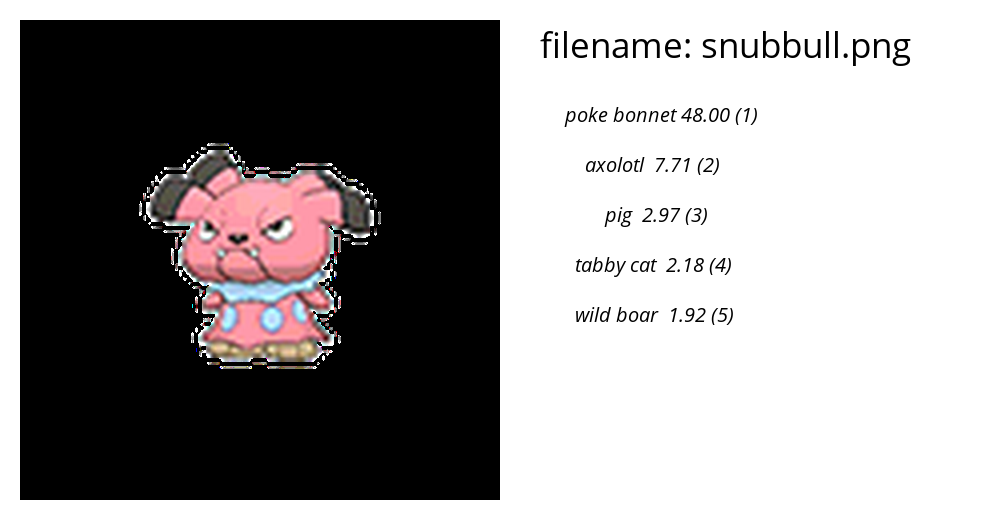 filename: snubbull.png
poke bonnet 48.00 (1)
axolotl 7.71 (2)
pig 2.97 (3)
tabby cat 2.18 (4)
wild boar 1.92 (5)